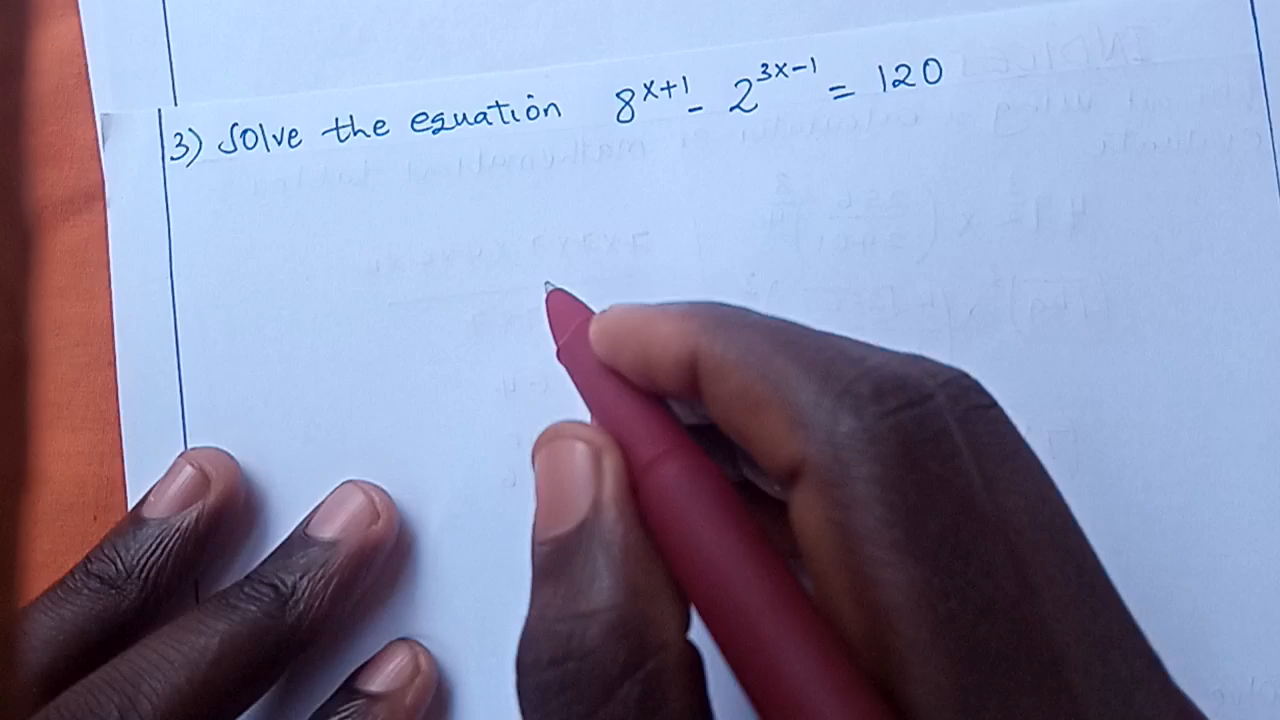 3) Solve the equation 8^{x+1} - 2^{3x-1} = 120